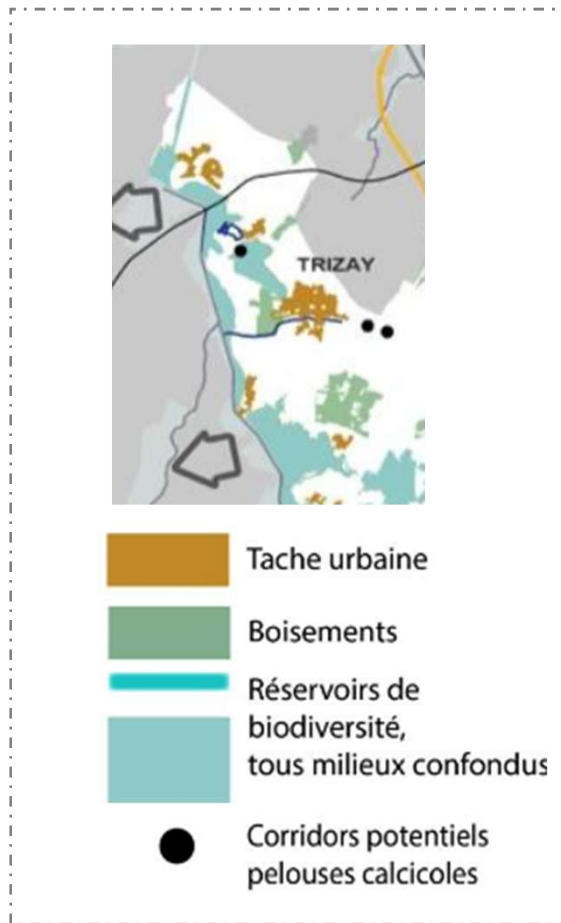 TRIZAY
Tache urbaine
Boisements
Réservoirs de
biodiversité,
tous milieux confondus
Corridors potentiels
pelouses calcicoles